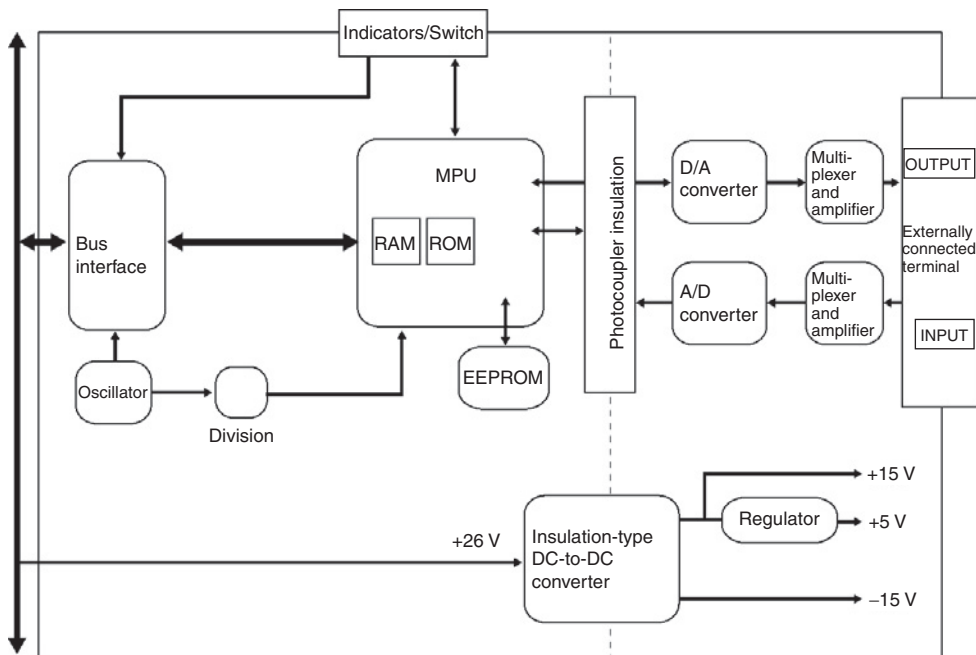 Indicators/Switch
MPU
RAM
ROM
Bus
interface
Oscillator
Division
EEPROM
Photocoupler insulation
D/A
converter
Multi-
plexer
and
amplifier
OUTPUT
Externally
connected
terminal
A/D
converter
Multi-
plexer
and
amplifier
INPUT
+26 V
Insulation-type
DC-to-DC
converter
Regulator
+15 V
+5 V
−15 V